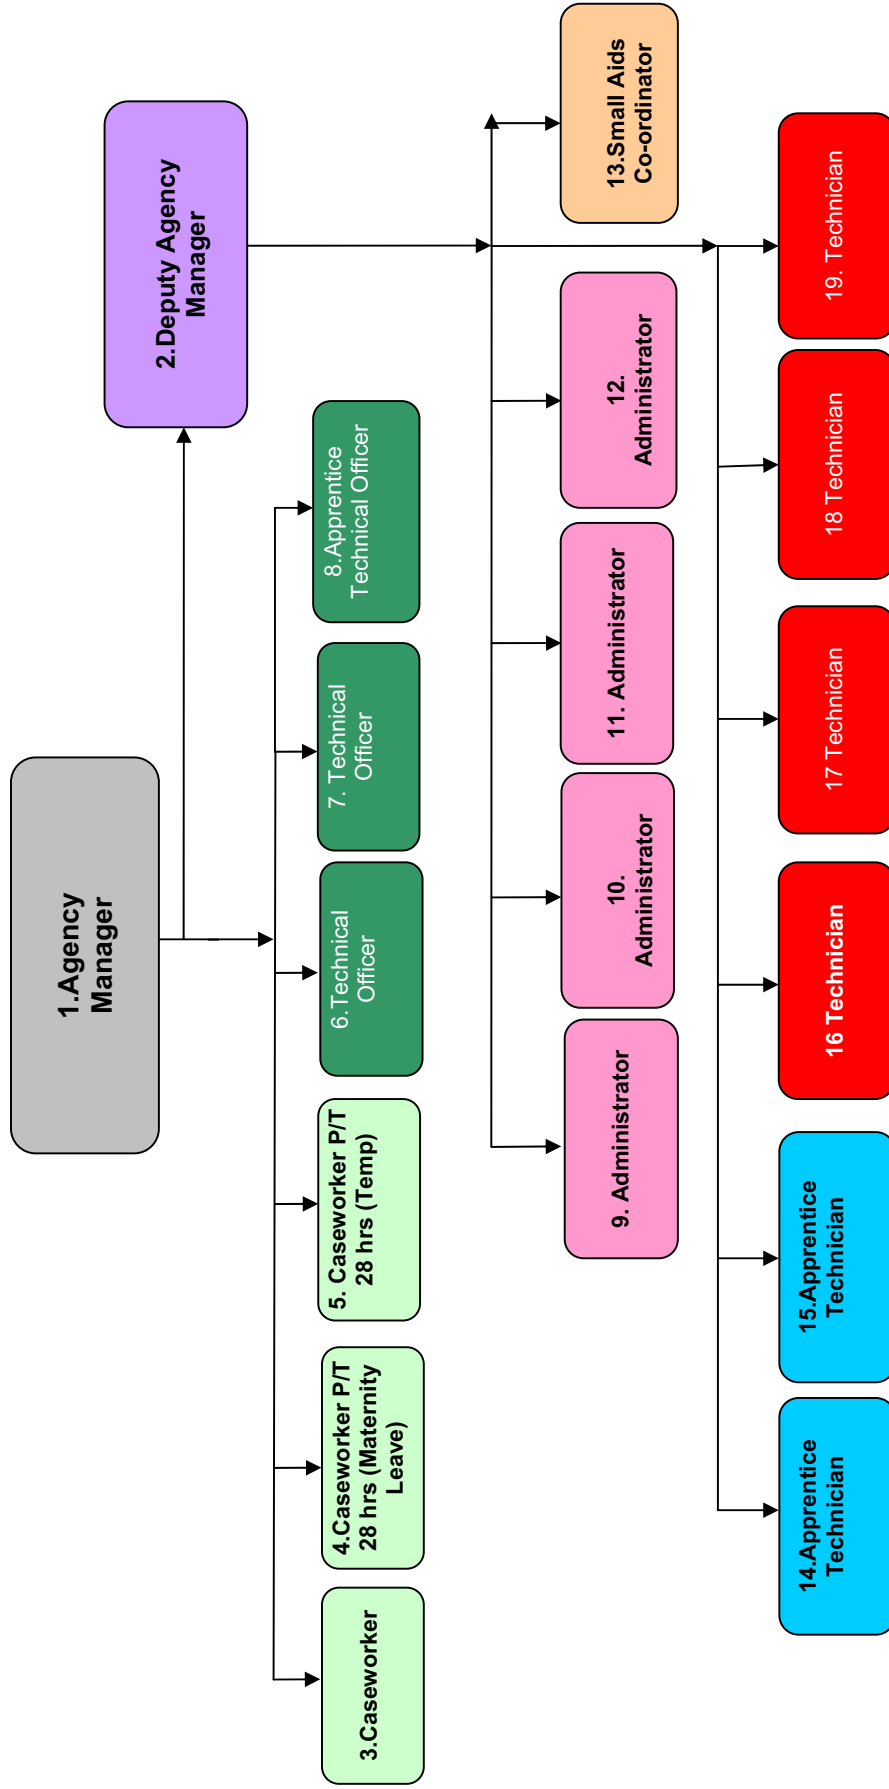 1.Agency
Manager
2.Deputy Agency
Manager
3.Caseworker
4.Caseworker P/T
28 hrs (Maternity
Leave)
5. Caseworker P/T
28 hrs (Temp)
6.Technical
Officer
7. Technical
Officer
8.Apprentice
Technical Officer
9. Administrator
10.
Administrator
11. Administrator
12.
Administrator
13.Small Aids
Co-ordinator
14.Apprentice
Technician
15.Apprentice
Technician
16 Technician
17 Technician
18 Technician
19. Technician